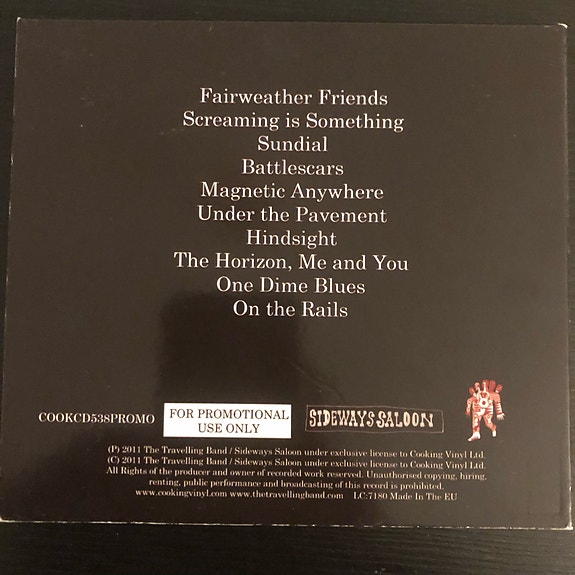 Fairweather Friends
Screaming is Something
Sundial
Battlescars
Magnetic Anywhere
Under the Pavement
Hindsight
The Horizon, Me and You
One Dime Blues
On the Rails
COOKCD538PROMO
FOR PROMOTIONAL
USE ONLY
SIDEWAYS SALOON
(P) 2011 The Travelling Band / Sideways Saloon under exclusive license to Cooking Vinyl Ltd.
(C) 2011 The Travelling Band / Sideways Saloon under exclusive license to Cooking Vinyl Ltd.
All Rights of the producer and owner of recorded work reserved. Unauthorised copying, hiring,
renting, public performance and broadcasting of this record is prohibited.
www.cookingvinyl.com www.thetravellingband.com LC:7180 Made In The EU